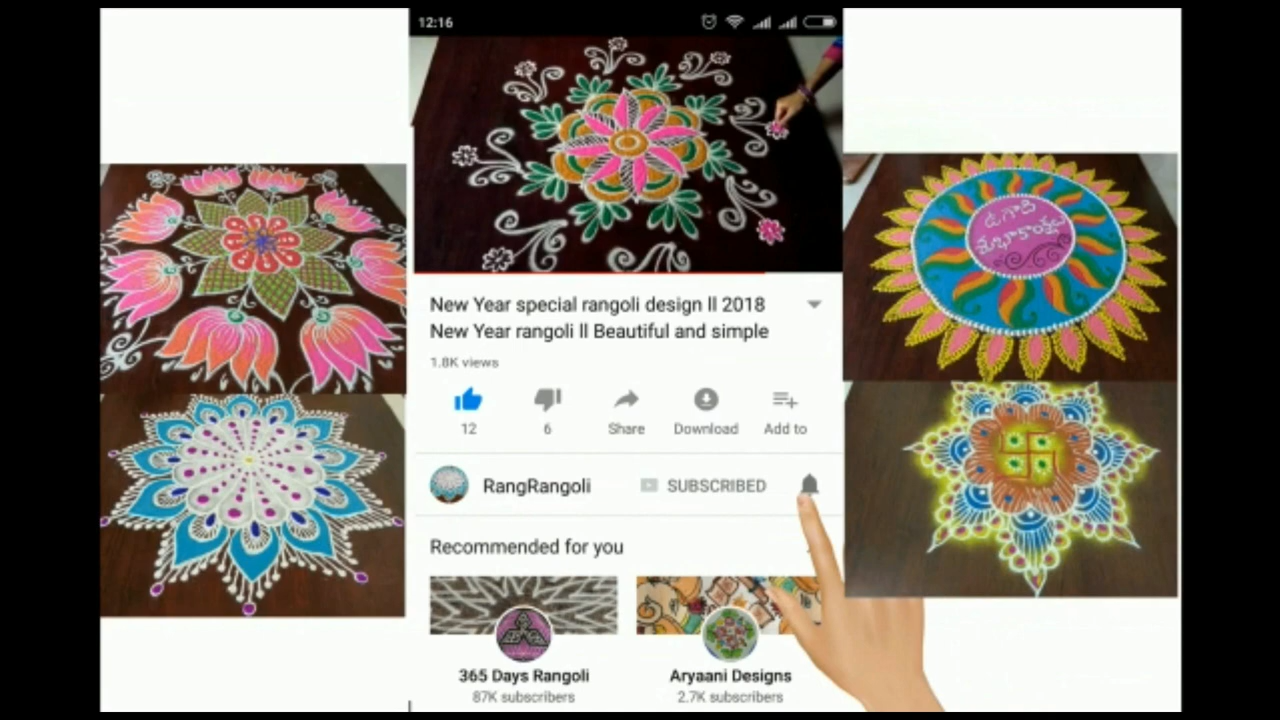 12:16
New Year special rangoli design ll 2018
New Year rangoli ll Beautiful and simple
1.8K views
12
6
Share
Download
Add to
RangRangoli
SUBSCRIBED
Recommended for you
365 Days Rangoli
87K subscribers
Aryaani Designs
2.7K subscribers
ఉగాది
శుభాకాంక్షలు